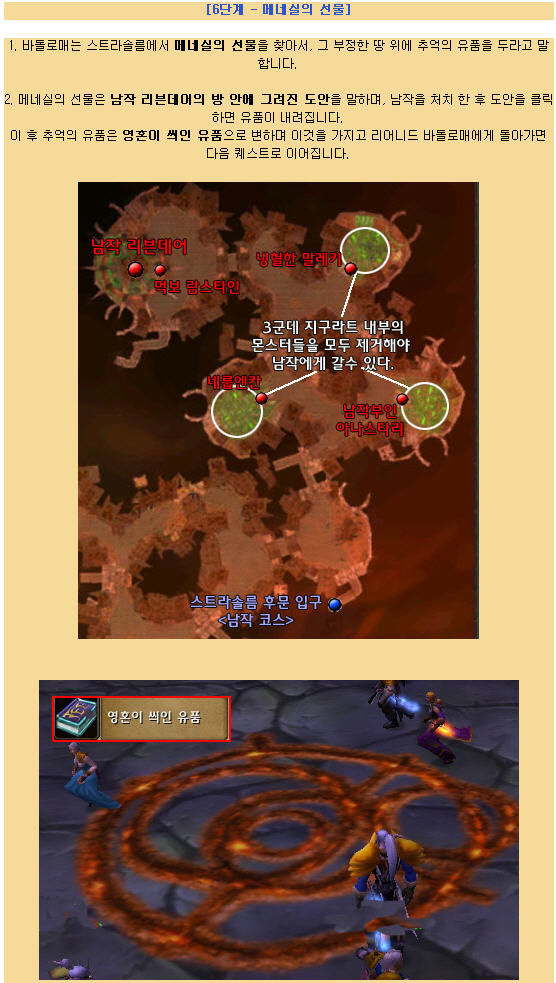 [6단계 - 메네실의 선물]
1. 바돌로매는 스트라솔름에서 메네실의 선물을 찾아서, 그 부정한 땅 위에 추억의 유품을 두라고 말
합니다.
2. 메네실의 선물은 남작 리븐데어의 방 안에 그려진 도안을 말하며, 남작을 처치 한 후 도안을 클릭
하면 유품이 내려집니다.
이 후 추억의 유품은 영혼이 씩인 유품으로 변하며 이것을 가지고 리어니드 바돌로매에게 돌아가면
다음 퀘스트로 이어집니다.
남작 리븐데어
먹보 람스타인
냉혈한 말레키
3군데 지구라트 내부의
몬스터들을 모두 제거해야
남작에게 갈수 있다.
네룹엔칸
남작부인
아나스타리
스트라솔름 후문 입구
<남작 코스>
영혼이 씌인 유품